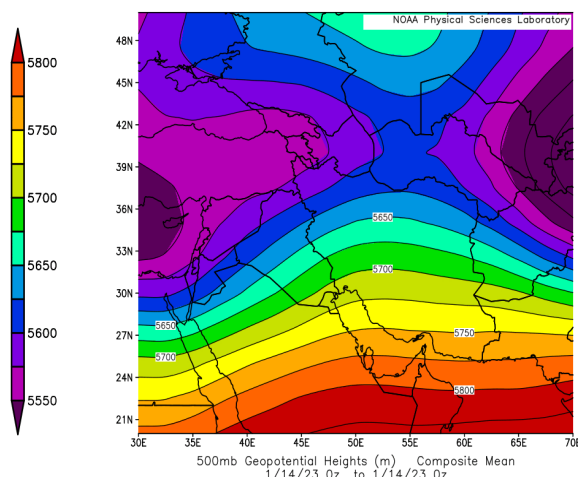 NOAA Physical Sciences Laboratory
5800
5750
5700
5650
5600
5550
48N
45N
42N
39N
36N
33N
30N
27N
24N
21N
5650
5700
5650
5700
5750
5800
30E 35E 40E 45E 50E 55E 60E 65E 70E
500mb Geopotential Heights (m) Composite Mean
1/14/23 0z to 1/14/23 0z